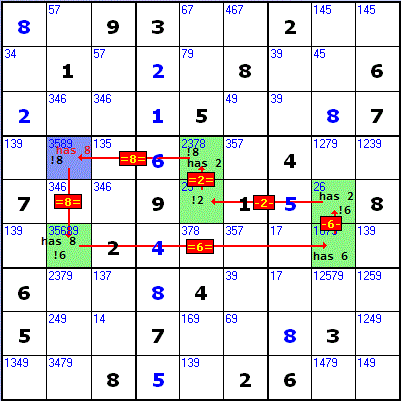 57 67 467 145 145
8 9 3 2
34 57 79 39 45
1 2 8 6
346 346 49 39
2 1 5 8 7
139 3589 135 2378 357 1279 1239
has 8 !8
!8 =8= 6 has 2 4
=2=
346 346 26
7 =8= 9 !2 1 -2- 5 has 2 8
!6
139 35689 378 357 17 139
-6-
has 8 2 4 =6=
!6 has 6
2379 137 39 17 12579 1259
6 8 4
249 14 169 69 1249
5 7 8 3
1349 3479 139 1479 149
8 5 2 6